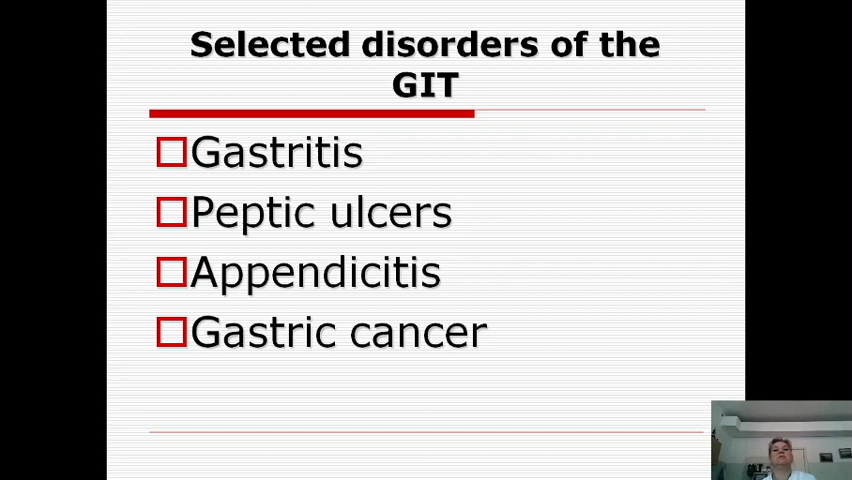 Selected disorders of the
GIT
Gastritis
Peptic ulcers
Appendicitis
Gastric cancer